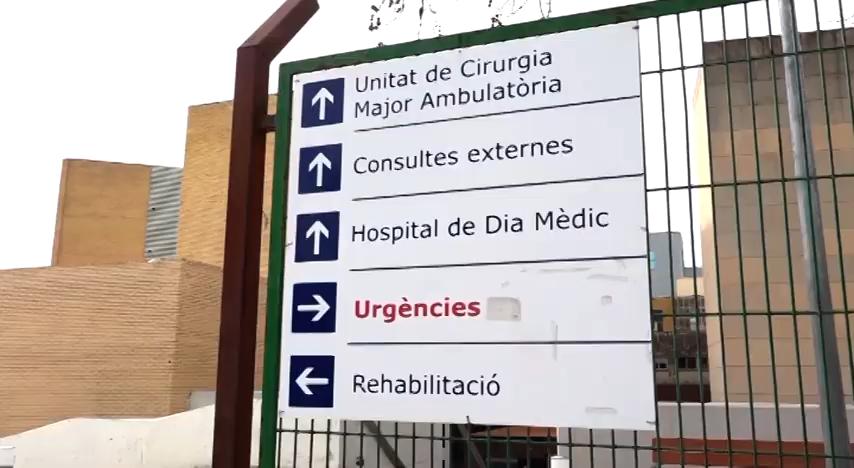 Unitat de Cirurgia
Major Ambulatòria
Consultes externes
Hospital de Dia Mèdic
Urgències
Rehabilitació